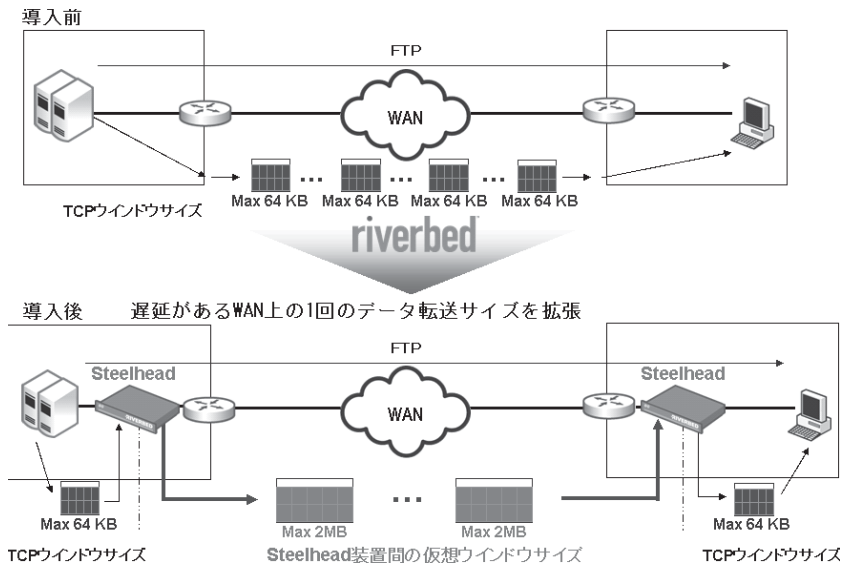 導入前
FTP
WAN
Max 64 KB Max 64 KB Max 64 KB Max 64 KB
TCPウインドウサイズ
riverbed
導入後 遅延があるWAN上の1回のデータ転送サイズを拡張
FTP
Steelhead Steelhead
RIVERBED RIVERBED
WAN
Max 64 KB Max 2MB Max 2MB Max 64 KB
TCPウインドウサイズ Steelhead装置間の仮想ウインドウサイズ TCPウインドウサイズ